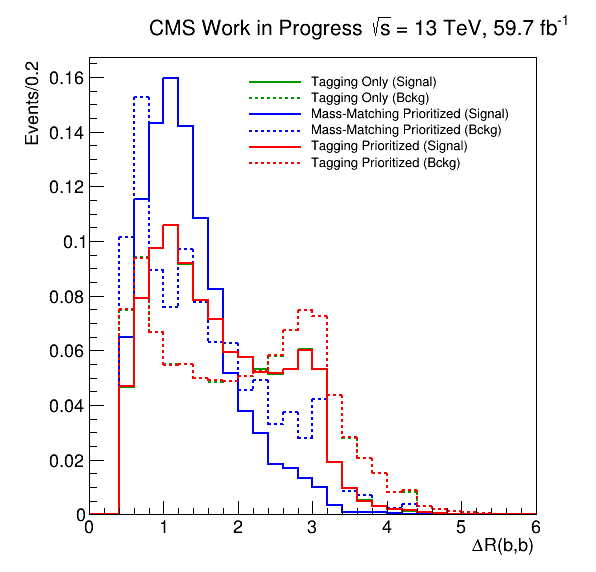 CMS Work in Progress √s = 13 TeV, 59.7 fb⁻¹
Events/0.2
0.16
0.14
0.12
0.1
0.08
0.06
0.04
0.02
0
Tagging Only (Signal)
Tagging Only (Bckg)
Mass-Matching Prioritized (Signal)
Mass-Matching Prioritized (Bckg)
Tagging Prioritized (Signal)
Tagging Prioritized (Bckg)
0 1 2 3 4 5 6
ΔR(b,b)